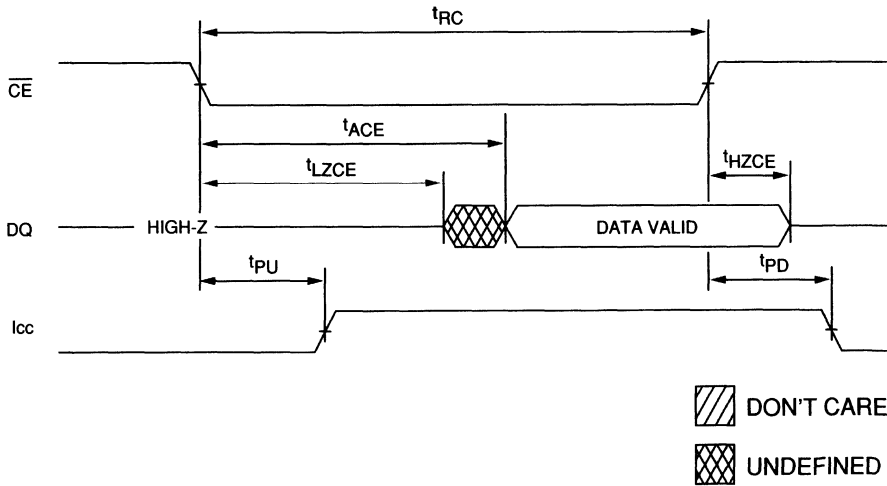 tRC
CE
tACE
tLZCE
tHZCE
DQ
HIGH-Z
DATA VALID
tPU
tPD
Icc
DON'T CARE
UNDEFINED